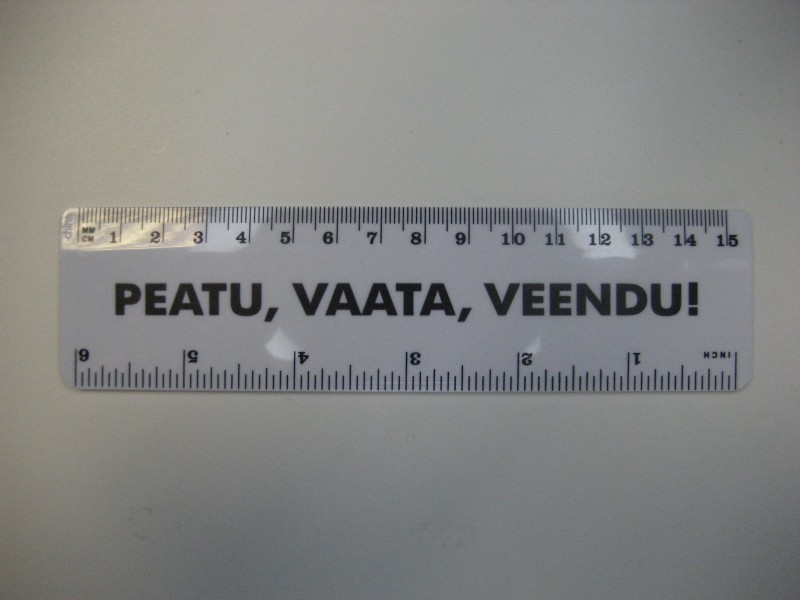 MM
CM
1 2 3 4 5 6 7 8 9 10 11 12 13 14 15
PEATU, VAATA, VEENDU!
6 5 4 3 2 1 INCH